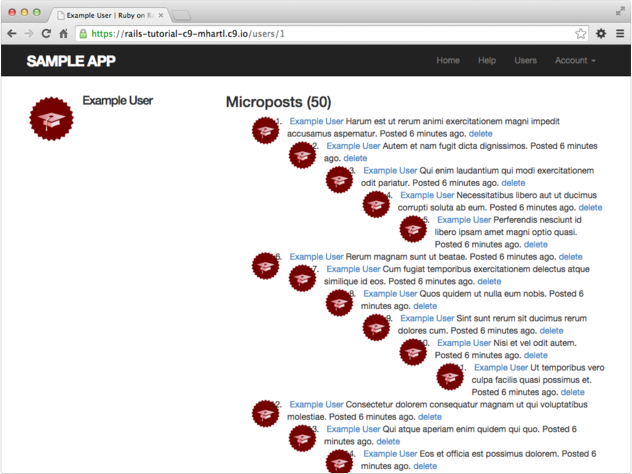 Example User | Ruby on Ra
https://rails-tutorial-c9-mhartl.c9.io/users/1
SAMPLE APP
Home Help Users Account
Example User
Microposts (50)
1. Example User Harum est ut rerum animi exercitationem magni impedit
accusamus aspernatur. Posted 6 minutes ago. delete
2. Example User Autem et nam fugit dicta dignissimos. Posted 6 minutes
ago. delete
3. Example User Qui enim laudantium qui modi exercitationem
odit pariatur. Posted 6 minutes ago. delete
4. Example User Necessitatibus libero aut ut ducimus
corrupti soluta ab eum. Posted 6 minutes ago. delete
5. Example User Perferendis nesciunt id
libero ipsam amet magni optio quasi.
Posted 6 minutes ago. delete
6. Example User Rerum magnam sunt ut beatae. Posted 6 minutes ago. delete
7. Example User Cum fugiat temporibus exercitationem delectus atque
similique id eos. Posted 6 minutes ago. delete
8. Example User Quos quidem ut nulla eum nobis. Posted 6
minutes ago. delete
9. Example User Sint sunt rerum sit ducimus rerum
dolores cum. Posted 6 minutes ago. delete
10. Example User Nisi et vel odit autem.
Posted 6 minutes ago. delete
1. Example User Ut temporibus vero
culpa facilis quasi possimus et.
Posted 6 minutes ago. delete
2. Example User Consectetur dolorem consequatur magnam ut qui voluptatibus
molestiae. Posted 6 minutes ago. delete
3. Example User Qui atque aperiam enim quidem qui quo. Posted 6
minutes ago. delete
4. Example User Eos et officia est possimus dolorem. Posted 6
minutes ago. delete